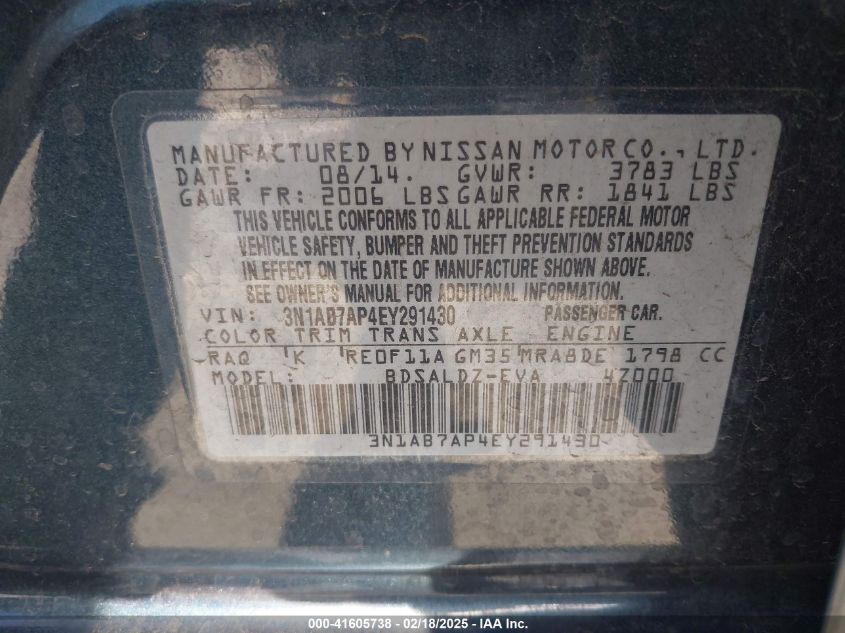 MANUFACTURED BY NISSAN MOTOR CO., LTD.
DATE: 08/14. GVWR: 3783 LBS
GAWR FR: 2006 LBS GAWR RR: 1841 LBS
THIS VEHICLE CONFORMS TO ALL APPLICABLE FEDERAL MOTOR
VEHICLE SAFETY, BUMPER AND THEFT PREVENTION STANDARDS
IN EFFECT ON THE DATE OF MANUFACTURE SHOWN ABOVE.
SEE OWNER'S MANUAL FOR ADDITIONAL INFORMATION.
VIN: 3N1AB7AP4EY291430 PASSENGER CAR.
COLOR TRIM TRANS AXLE ENGINE
RAQ K RE0F11A GM35 MRA8DE 1798 CC
MODEL: BDSALDZ-EVA 4Z000
3N1AB7AP4EY291430
000-41605738 - 02/18/2025 - IAA Inc.